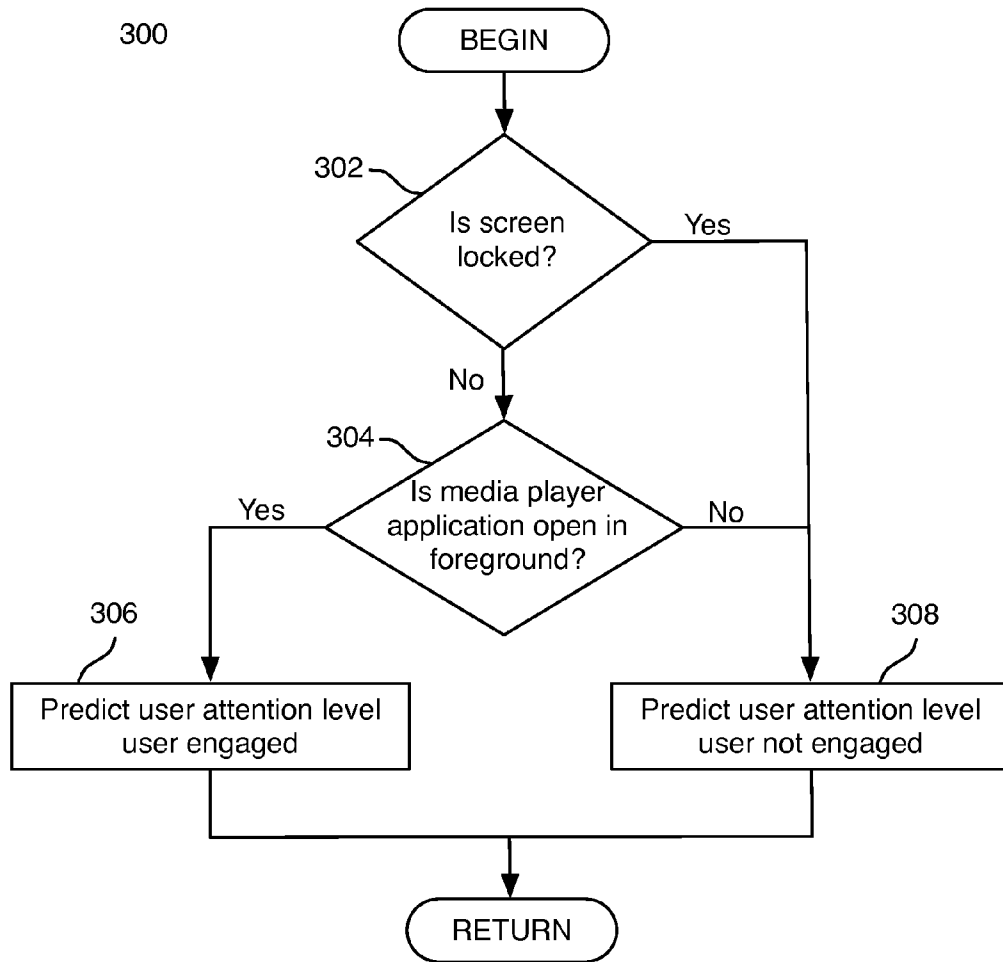 300
BEGIN
302
Is screen
locked?
Yes
No
304
Is media player
application open in
foreground?
Yes
No
306
308
Predict user attention level
user engaged
Predict user attention level
user not engaged
RETURN